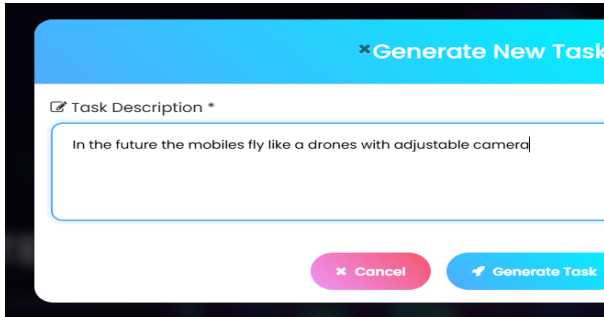 Generate New Task
Task Description *
In the future the mobiles fly like a drones with adjustable camera
Cancel
Generate Task